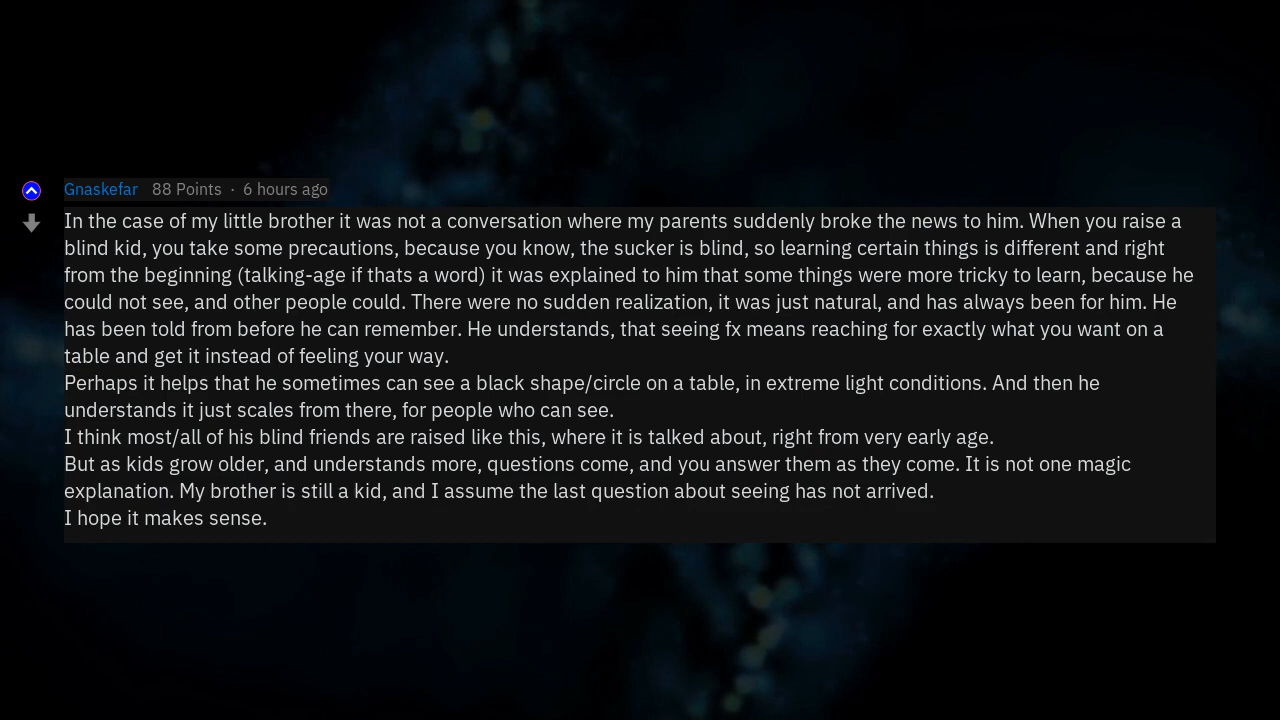 Gnaskefar 88 Points · 6 hours ago
In the case of my little brother it was not a conversation where my parents suddenly broke the news to him. When you raise a
blind kid, you take some precautions, because you know, the sucker is blind, so learning certain things is different and right
from the beginning (talking-age if thats a word) it was explained to him that some things were more tricky to learn, because he
could not see, and other people could. There were no sudden realization, it was just natural, and has always been for him. He
has been told from before he can remember. He understands, that seeing fx means reaching for exactly what you want on a
table and get it instead of feeling your way.
Perhaps it helps that he sometimes can see a black shape/circle on a table, in extreme light conditions. And then he
understands it just scales from there, for people who can see.
I think most/all of his blind friends are raised like this, where it is talked about, right from very early age.
But as kids grow older, and understands more, questions come, and you answer them as they come. It is not one magic
explanation. My brother is still a kid, and I assume the last question about seeing has not arrived.
I hope it makes sense.